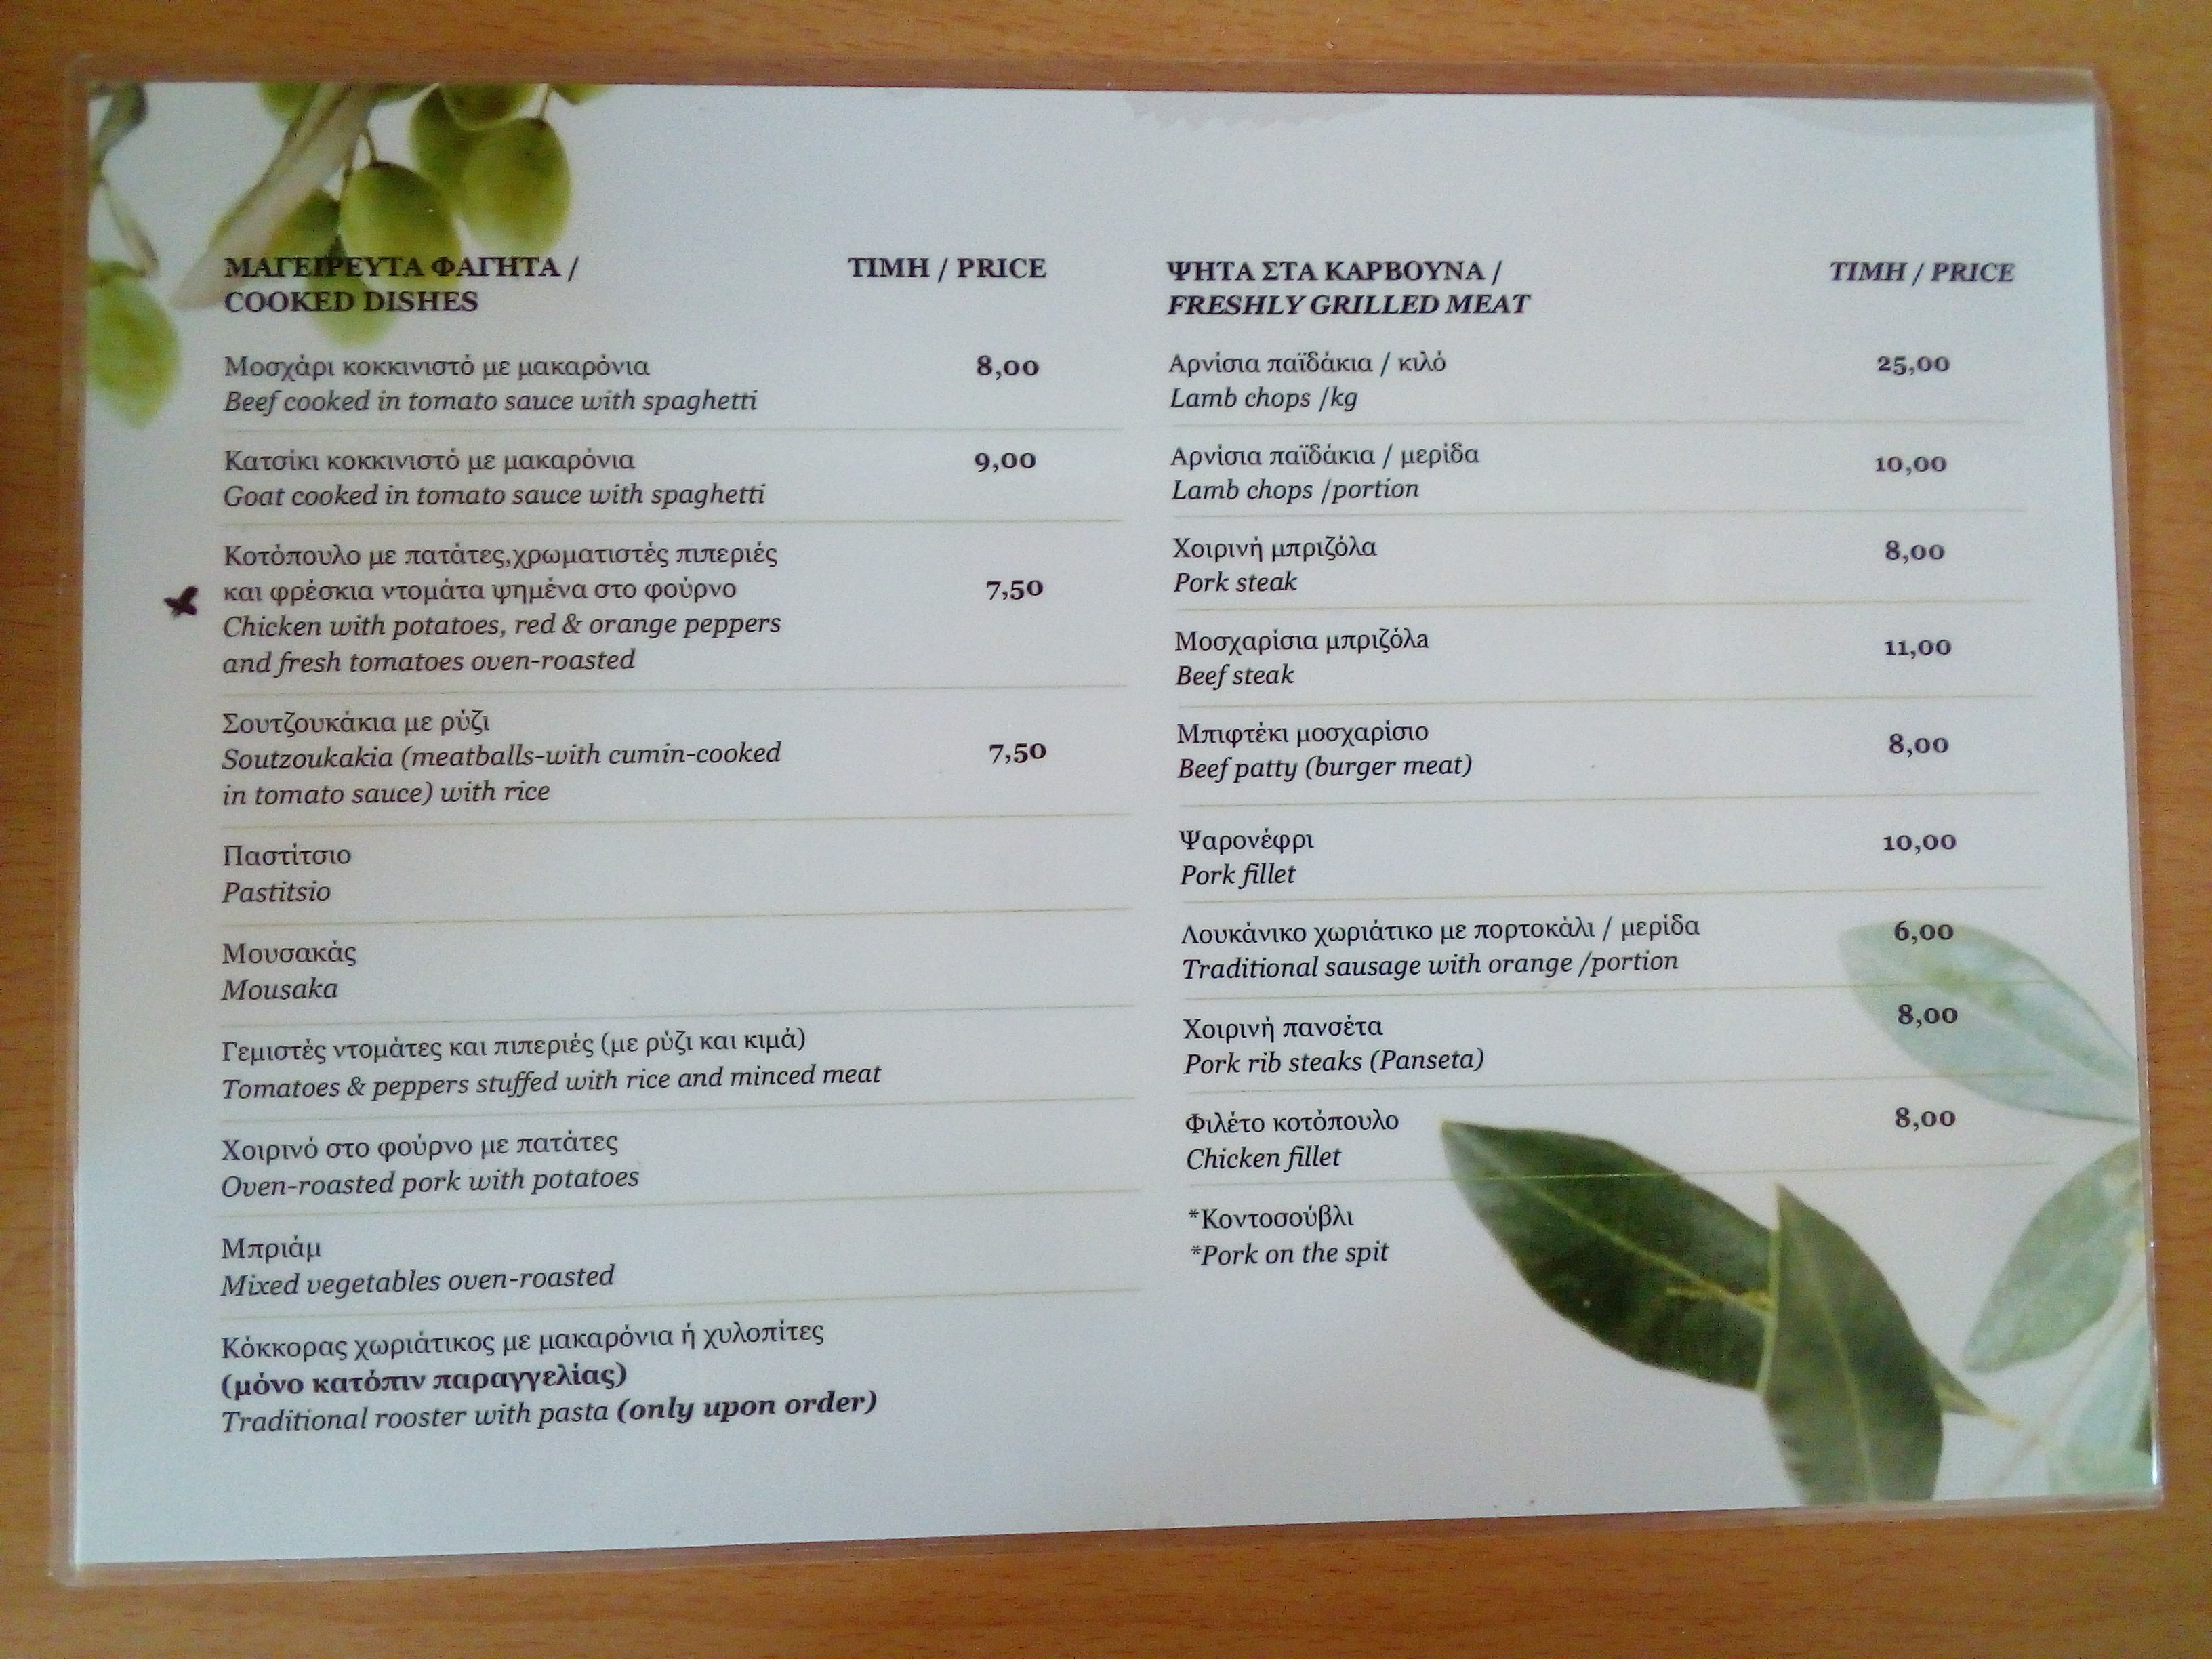 ΜΑΓΕΙΡΕΥΤΑ ΦΑΓΗΤΑ /
COOKED DISHES
ΤΙΜΗ / PRICE
Μοσχάρι κοκκινιστό με μακαρόνια
8,00
Beef cooked in tomato sauce with spaghetti
Κατσίκι κοκκινιστό με μακαρόνια
9,00
Goat cooked in tomato sauce with spaghetti
Κοτόπουλο με πατάτες,χρωματιστές πιπεριές
και φρέσκια ντομάτα ψημένα στο φούρνο
7,50
Chicken with potatoes, red & orange peppers
and fresh tomatoes oven-roasted
Σουτζουκάκια με ρύζι
Soutzoukakia (meatballs-with cumin-cooked
7,50
in tomato sauce) with rice
Παστίτσιο
Pastitsio
Μουσακάς
Mousaka
Γεμιστές ντομάτες και πιπεριές (με ρύζι και κιμά)
Tomatoes & peppers stuffed with rice and minced meat
Χοιρινό στο φούρνο με πατάτες
Oven-roasted pork with potatoes
Μπριάμ
Mixed vegetables oven-roasted
Κόκκορας χωριάτικος με μακαρόνια ή χυλοπίτες
(μόνο κατόπιν παραγγελίας)
Traditional rooster with pasta (only upon order)
ΨΗΤΑ ΣΤΑ ΚΑΡΒΟΥΝΑ /
FRESHLY GRILLED MEAT
ΤΙΜΗ / PRICE
Αρνίσια παϊδάκια / κιλό
25,00
Lamb chops /kg
Αρνίσια παϊδάκια / μερίδα
10,00
Lamb chops /portion
Χοιρινή μπριζόλα
8,00
Pork steak
Μοσχαρίσια μπριζόλa
11,00
Beef steak
Μπιφτέκι μοσχαρίσιο
8,00
Beef patty (burger meat)
Ψαρονέφρι
10,00
Pork fillet
Λουκάνικο χωριάτικο με πορτοκάλι / μερίδα
6,00
Traditional sausage with orange /portion
Χοιρινή πανσέτα
8,00
Pork rib steaks (Panseta)
Φιλέτο κοτόπουλο
8,00
Chicken fillet
*Κοντοσούβλι
*Pork on the spit